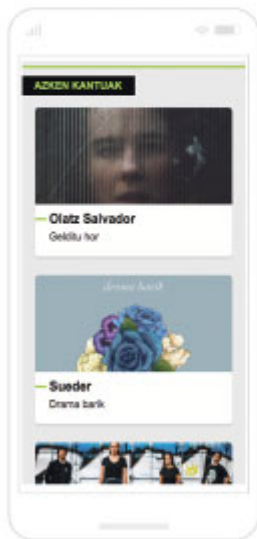 AZKEN KANTUAK
Olatz Salvador
Gelditu hor
drama barik
Sueder
Drama barik